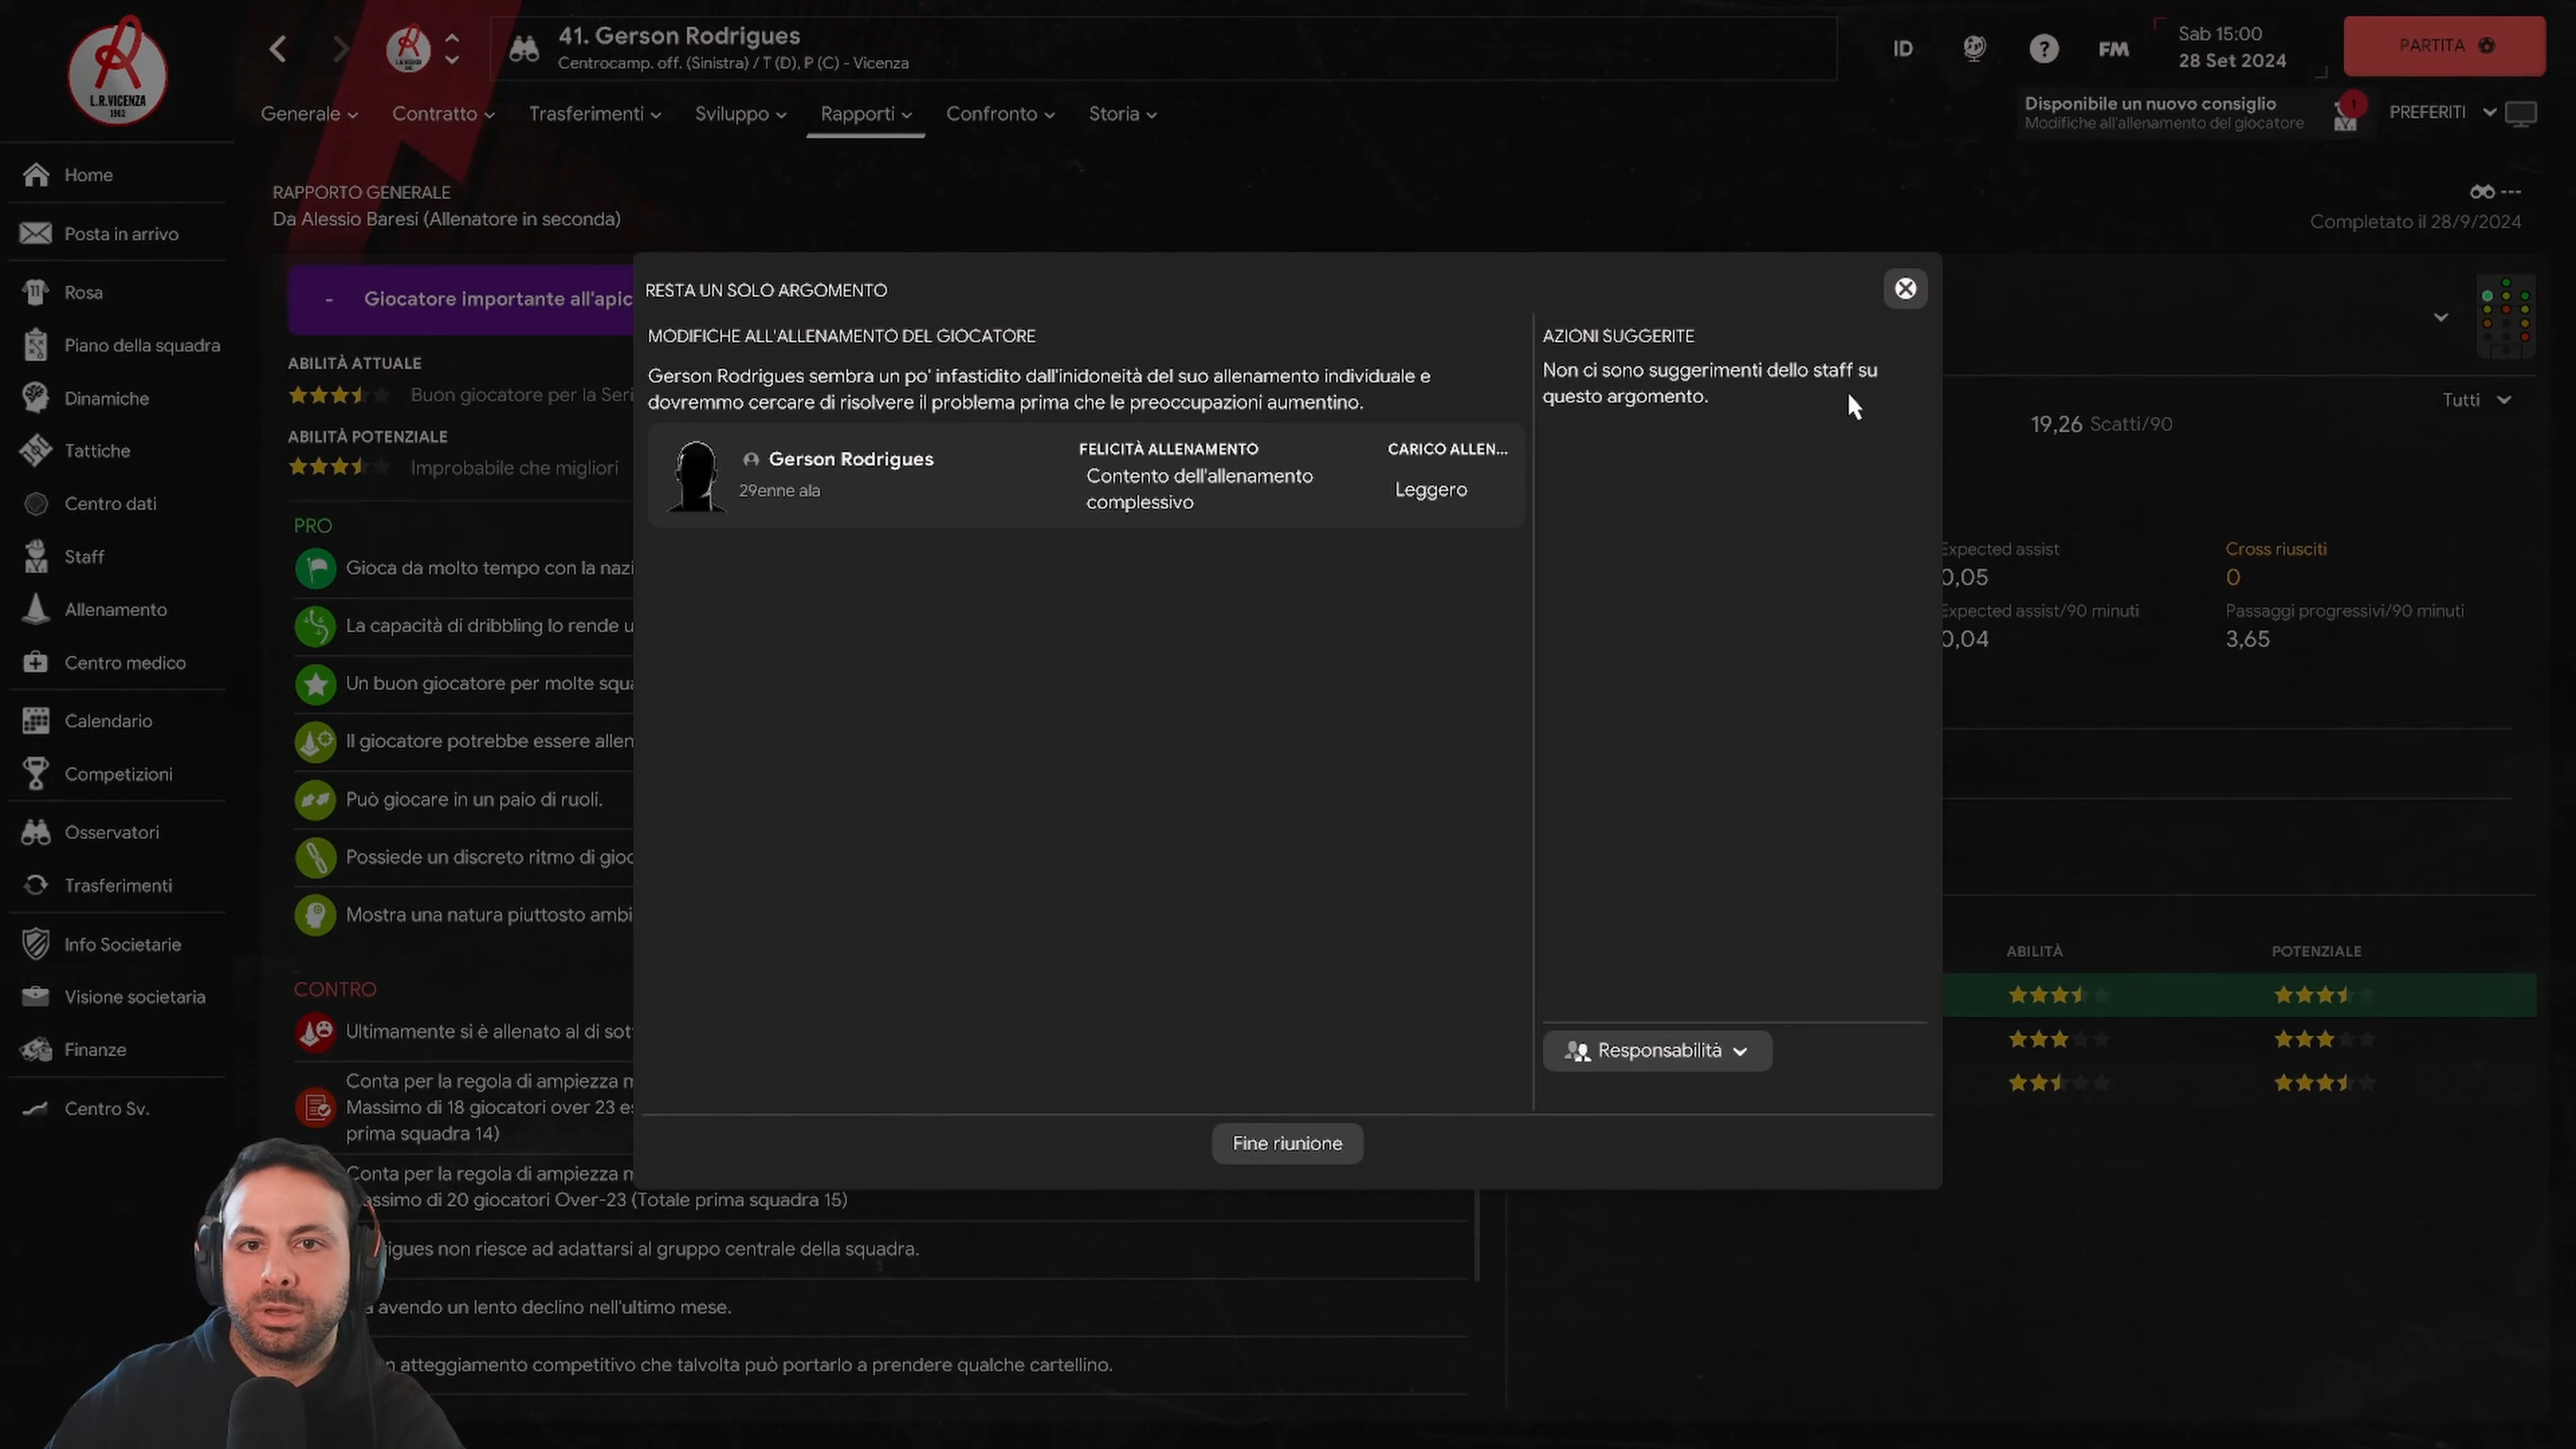 L.R.VICENZA
1902
41. Gerson Rodrigues
Centrocamp. off. (Sinistra) / T (D), P (C) - Vicenza
ID
?
FM
Sab 15:00
28 Set 2024
PARTITA
Generale
Contratto
Trasferimenti
Sviluppo
Rapporti
Confronto
Storia
Disponibile un nuovo consiglio
Modifiche all'allenamento del giocatore
1
PREFERITI
Home
Posta in arrivo
Rosa
Piano della squadra
Dinamiche
Tattiche
Centro dati
Staff
Allenamento
Centro medico
Calendario
Competizioni
Osservatori
Trasferimenti
Info Societarie
Visione societaria
Finanze
Centro Sv.
RAPPORTO GENERALE
Da Alessio Baresi (Allenatore in seconda)
---
Completato il 28/9/2024
- Giocatore importante all'apic
ABILITÀ ATTUALE
Buon giocatore per la Seri
ABILITÀ POTENZIALE
Improbabile che migliori
PRO
Gioca da molto tempo con la nazi
La capacità di dribbling lo rende u
Un buon giocatore per molte squa
Il giocatore potrebbe essere allen
Può giocare in un paio di ruoli.
Possiede un discreto ritmo di gioc
Mostra una natura piuttosto ambi
CONTRO
Ultimamente si è allenato al di sot
Conta per la regola di ampiezza
Massimo di 18 giocatori over 23 es
prima squadra 14)
Conta per la regola di ampiezza
assimo di 20 giocatori Over-23 (Totale prima squadra 15)
rigues non riesce ad adattarsi al gruppo centrale della squadra.
a avendo un lento declino nell'ultimo mese.
n atteggiamento competitivo che talvolta può portarlo a prendere qualche cartellino.
RESTA UN SOLO ARGOMENTO
MODIFICHE ALL'ALLENAMENTO DEL GIOCATORE
Gerson Rodrigues sembra un po' infastidito dall'inidoneità del suo allenamento individuale e
dovremmo cercare di risolvere il problema prima che le preoccupazioni aumentino.
Gerson Rodrigues
29enne ala
FELICITÀ ALLENAMENTO
Contento dell'allenamento
complessivo
CARICO ALLEN...
Leggero
AZIONI SUGGERITE
Non ci sono suggerimenti dello staff su
questo argomento.
Responsabilità
Fine riunione
Tutti
19,26 Scatti/90
Expected assist
0,05
Cross riusciti
0
Expected assist/90 minuti
0,04
Passaggi progressivi/90 minuti
3,65
ABILITÀ
POTENZIALE